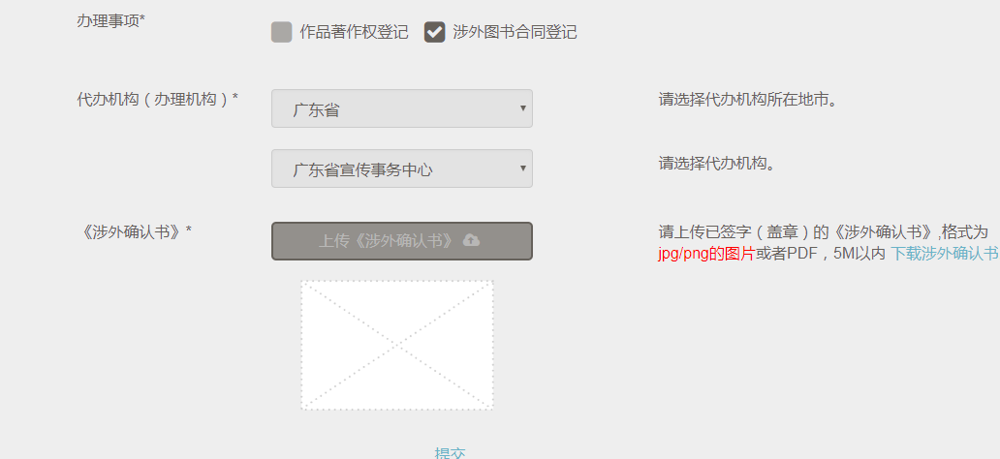 办理事项*
作品著作权登记 涉外图书合同登记
代办机构（办理机构）* 广东省 请选择代办机构所在地市。
广东省宣传事务中心 请选择代办机构。
《涉外确认书》* 上传《涉外确认书》 请上传已签字（盖章）的《涉外确认书》,格式为
jpg/png的图片或者PDF，5M以内 下载涉外确认书
提交